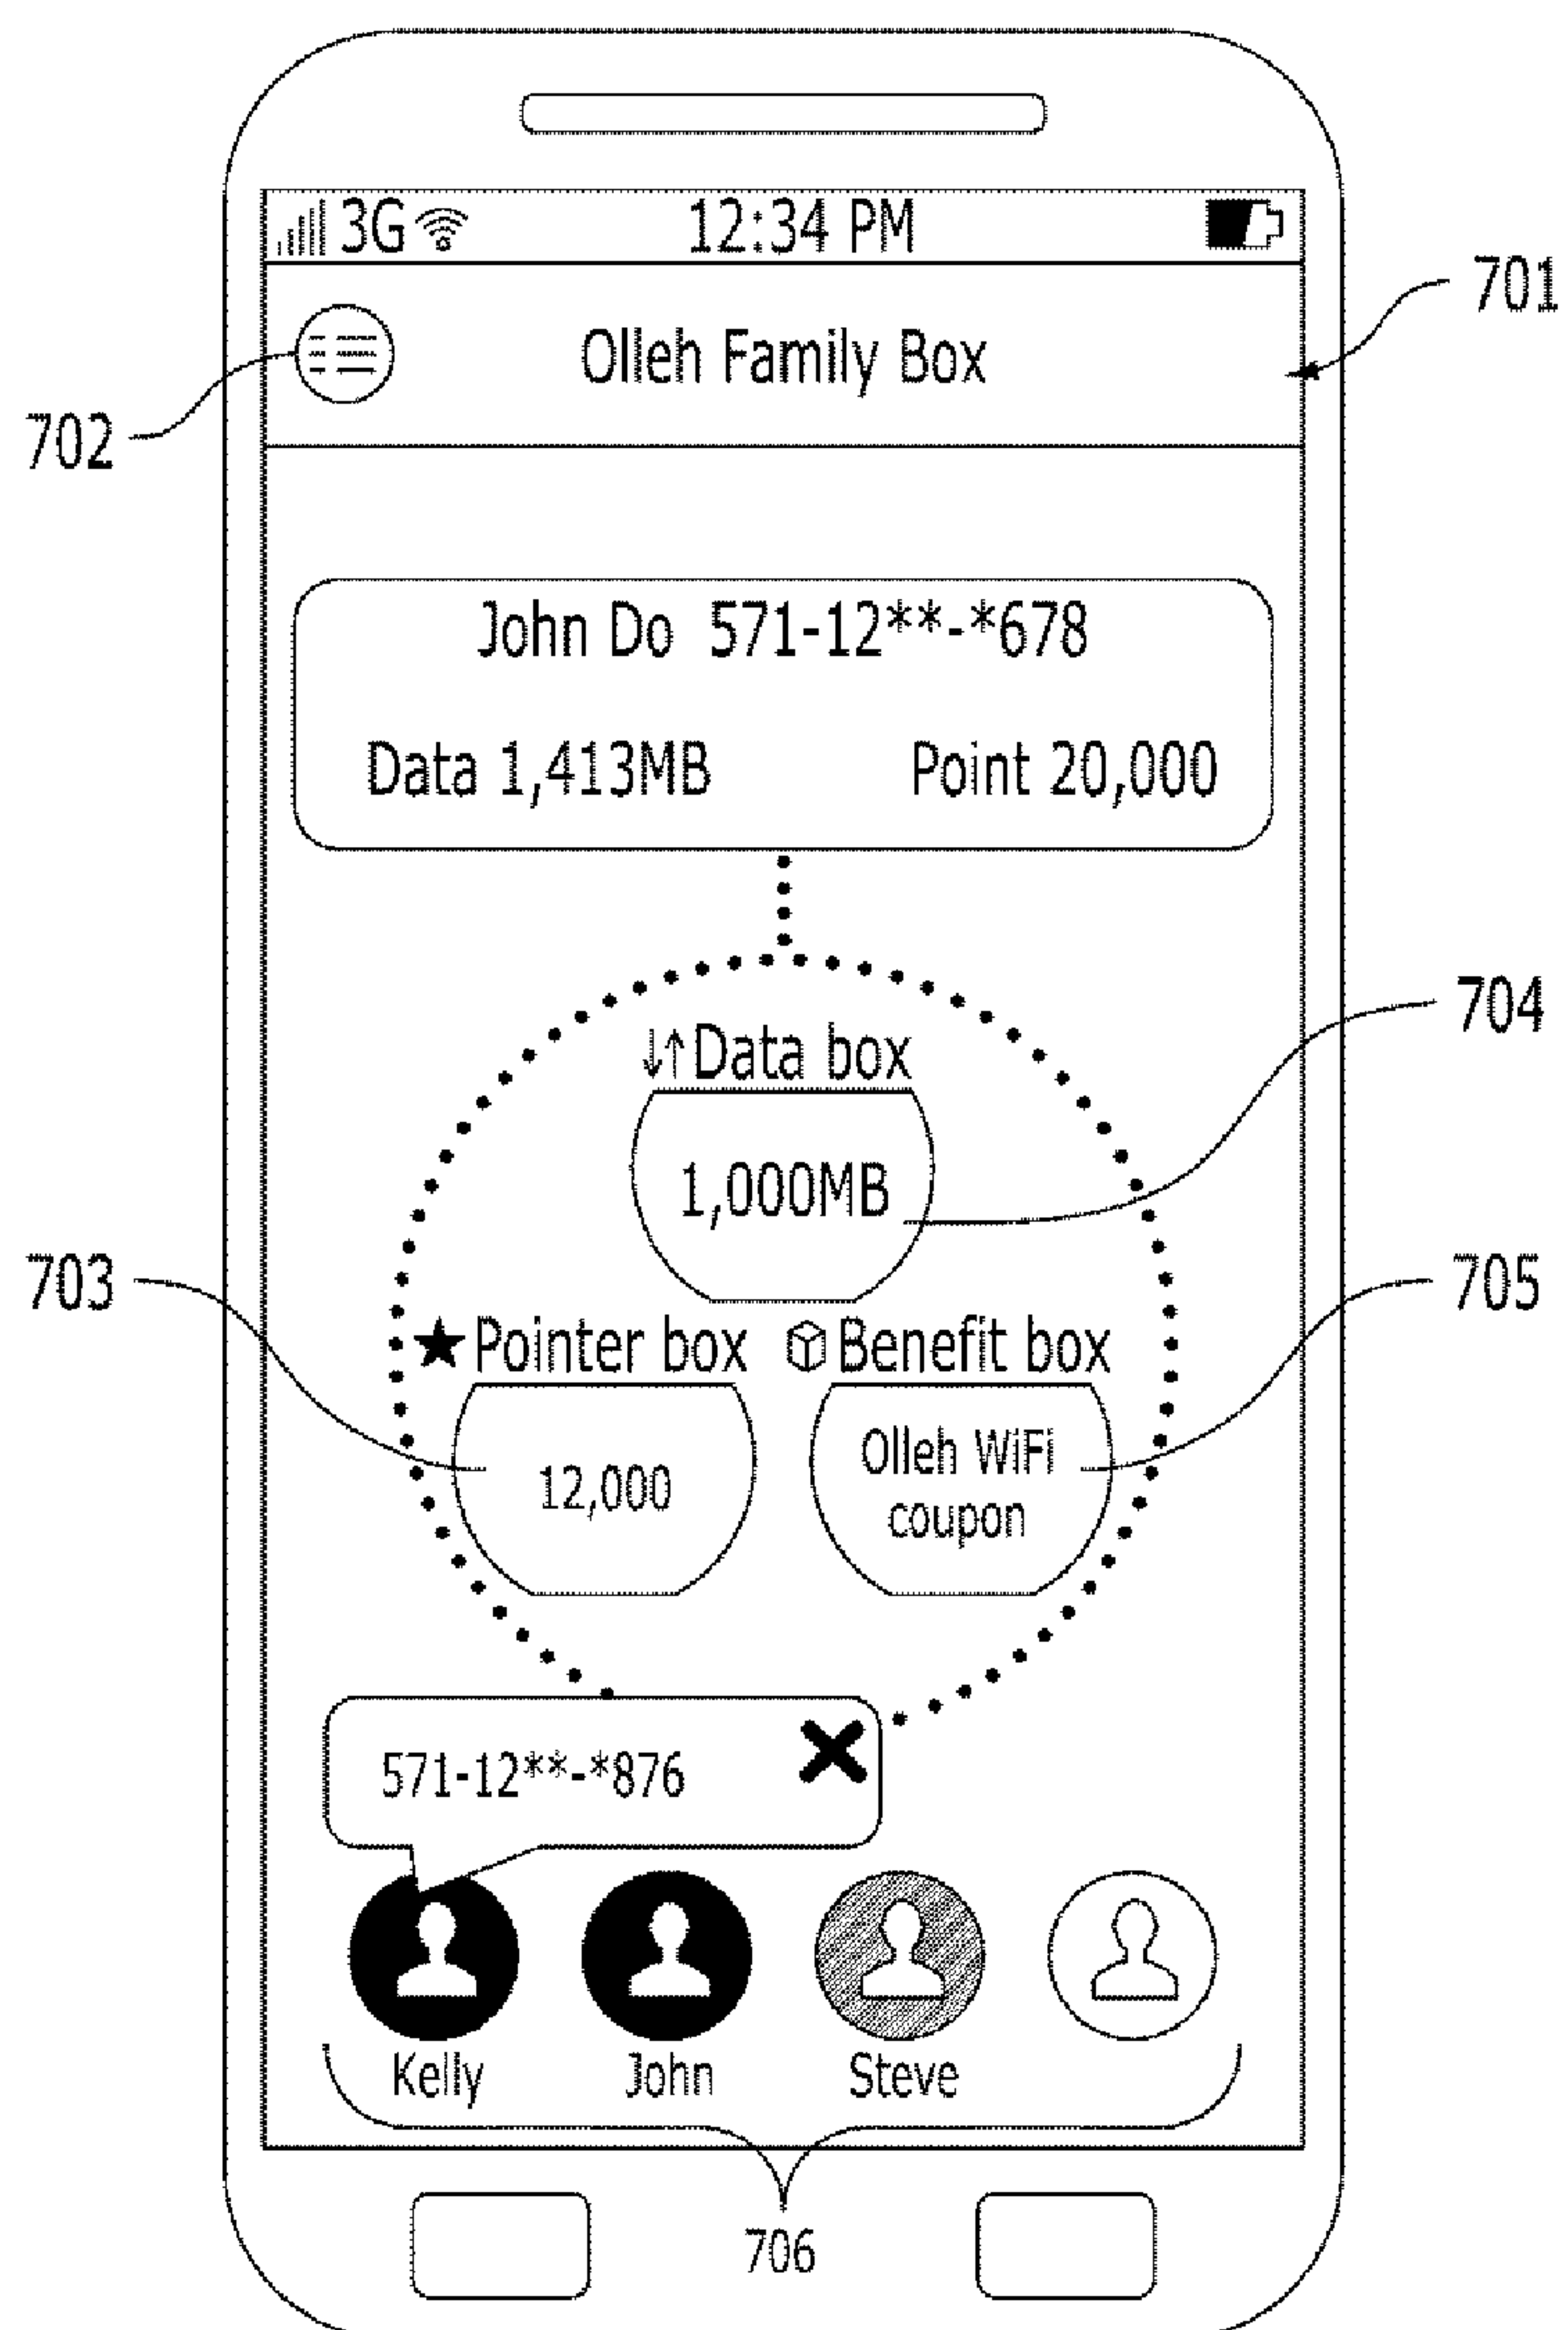 3G 12:34 PM
701
Olleh Family Box
702
John Do 571-12**-*678
Data 1,413MB Point 20,000
704
↓↑Data box
1,000MB
703
705
★Pointer box Benefit box
Olleh WiFi
coupon
12,000
571-12**-*876
Kelly John Steve
706